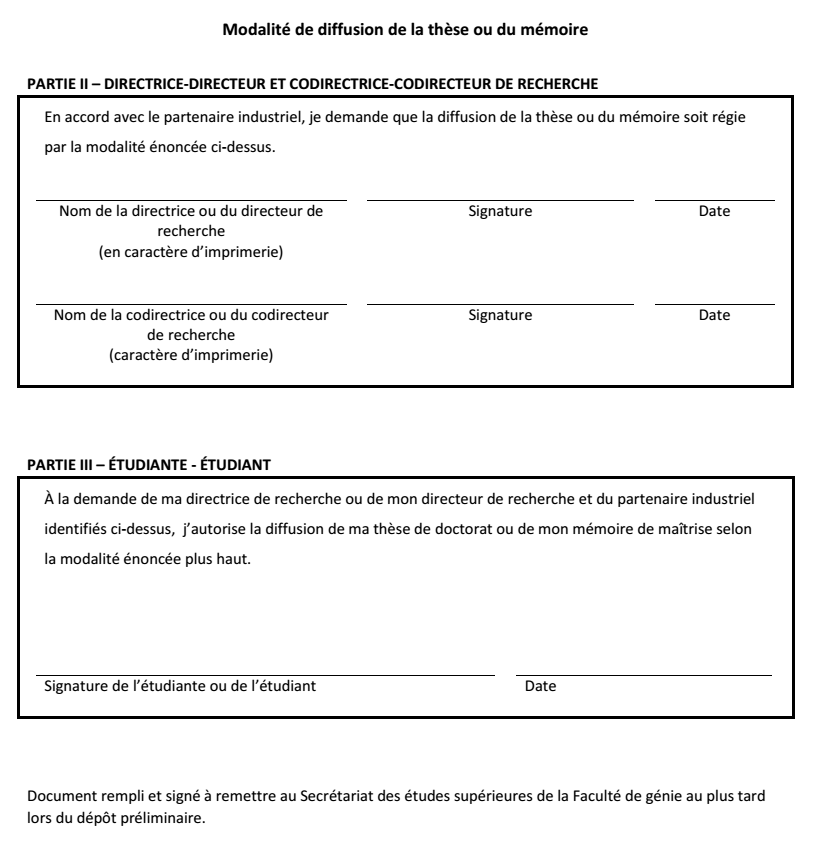 Modalité de diffusion de la thèse ou du mémoire
PARTIE II – DIRECTRICE-DIRECTEUR ET CODIRECTRICE-CODIRECTEUR DE RECHERCHE
En accord avec le partenaire industriel, je demande que la diffusion de la thèse ou du mémoire soit régie
par la modalité énoncée ci-dessus.
Nom de la directrice ou du directeur de
recherche
(en caractère d’imprimerie)
Signature
Date
Nom de la codirectrice ou du codirecteur
de recherche
(caractère d’imprimerie)
Signature
Date
PARTIE III – ÉTUDIANTE - ÉTUDIANT
À la demande de ma directrice de recherche ou de mon directeur de recherche et du partenaire industriel
identifiés ci-dessus,  j’autorise la diffusion de ma thèse de doctorat ou de mon mémoire de maîtrise selon
la modalité énoncée plus haut.
Signature de l’étudiante ou de l’étudiant
Date
Document rempli et signé à remettre au Secrétariat des études supérieures de la Faculté de génie au plus tard
lors du dépôt préliminaire.